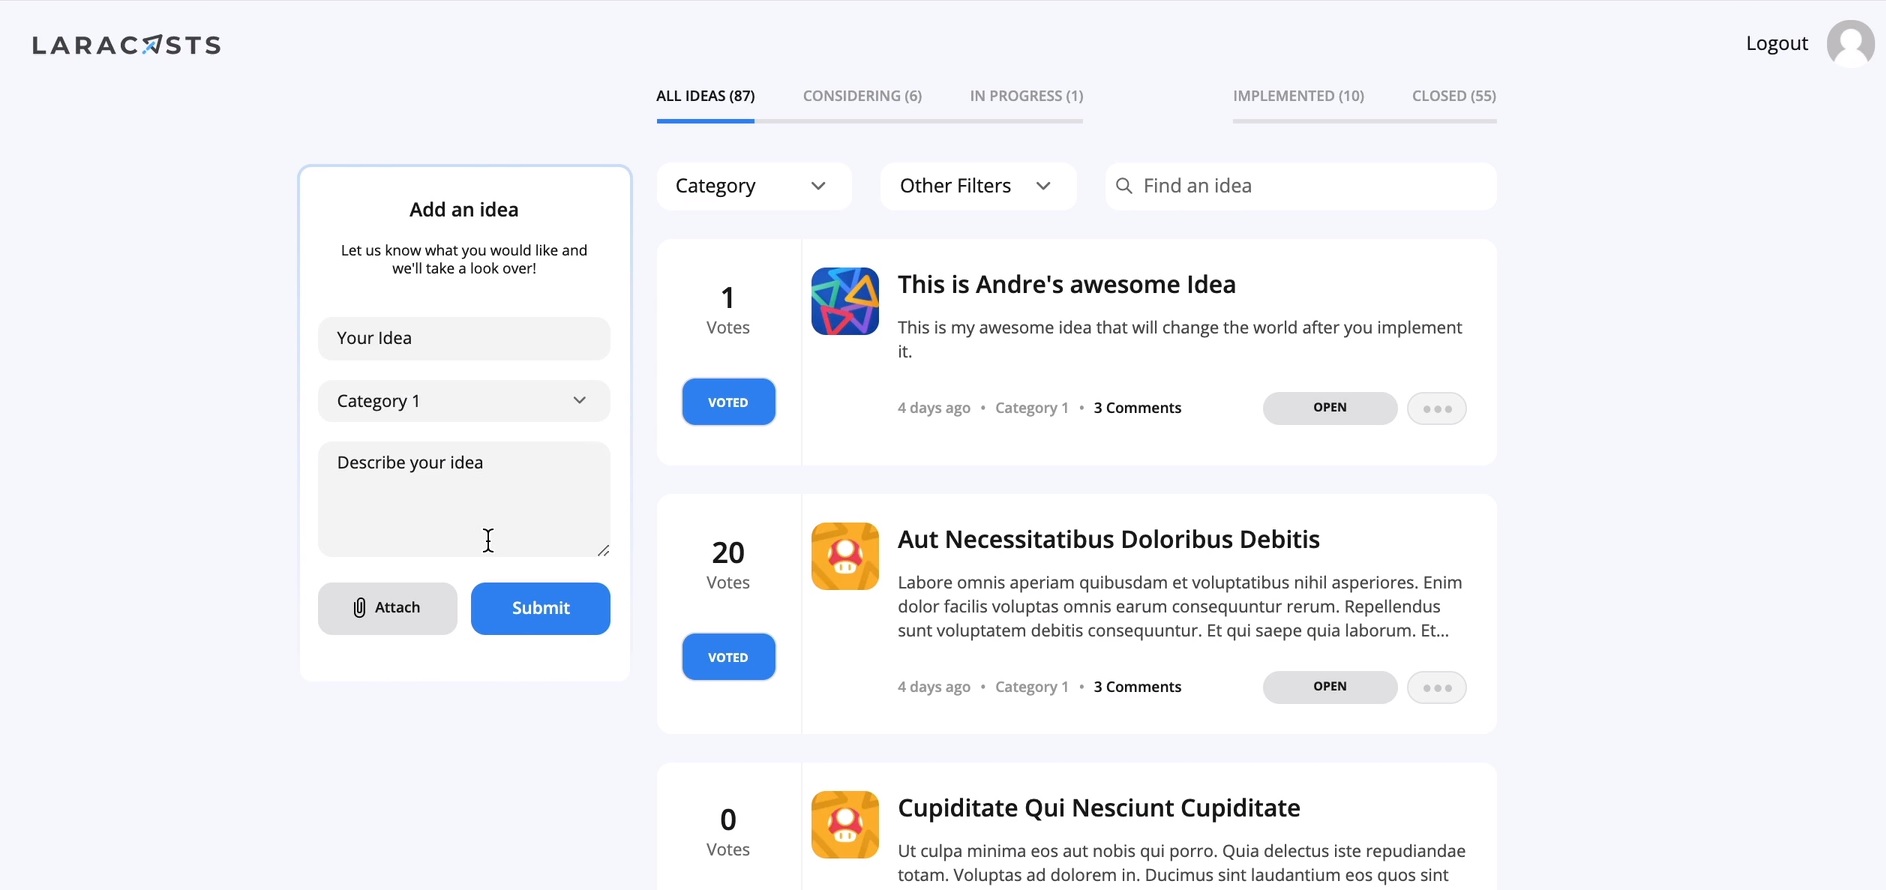 LARACASTS
Logout
ALL IDEAS (87)
CONSIDERING (6)
IN PROGRESS (1)
IMPLEMENTED (10)
CLOSED (55)
Add an idea
Let us know what you would like and
we'll take a look over!
Your Idea
Category 1
Describe your idea
Attach
Submit
Category
Other Filters
Find an idea
1
Votes
VOTED
This is Andre's awesome Idea
This is my awesome idea that will change the world after you implement
it.
4 days ago • Category 1 • 3 Comments
OPEN
20
Votes
VOTED
Aut Necessitatibus Doloribus Debitis
Labore omnis aperiam quibusdam et voluptatibus nihil asperiores. Enim
dolor facilis voluptas omnis earum consequuntur rerum. Repellendus
sunt voluptatem debitis consequuntur. Et qui saepe quia laborum. Et...
4 days ago • Category 1 • 3 Comments
OPEN
0
Votes
Cupiditate Qui Nesciunt Cupiditate
Ut culpa minima eos aut nobis qui porro. Quia delectus iste repudiandae
totam. Voluptas ad dolorem in. Ducimus sint laudantium eos quos sint